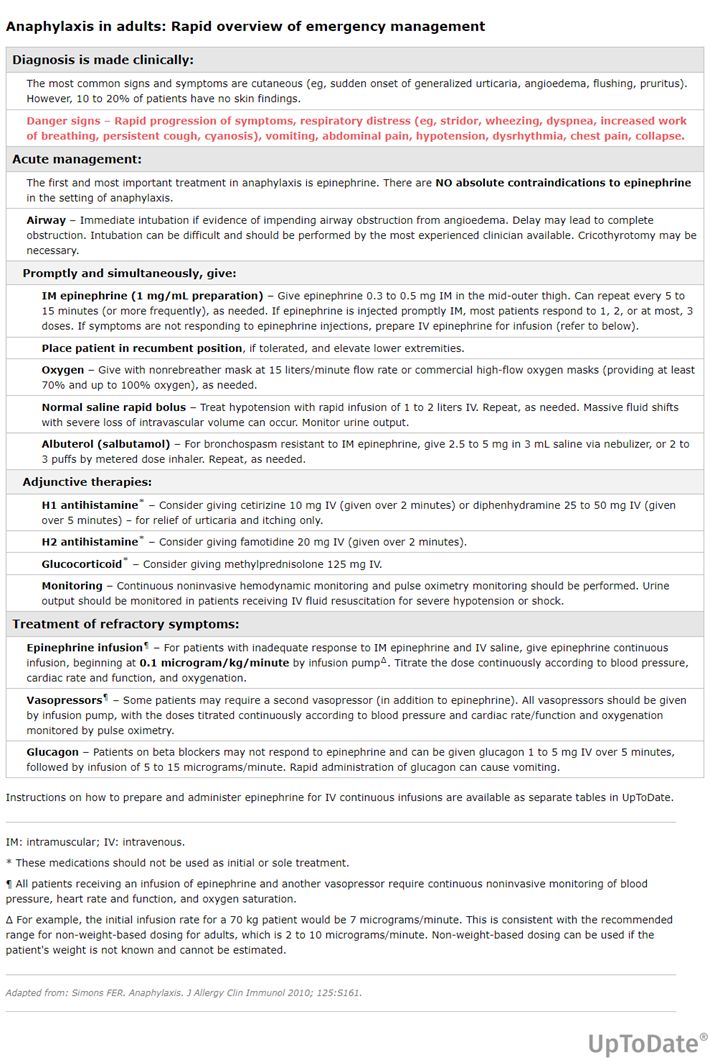 Anaphylaxis in adults: Rapid overview of emergency management
Diagnosis is made clinically:
The most common signs and symptoms are cutaneous (eg, sudden onset of generalized urticaria, angioedema, flushing, pruritus).
However, 10 to 20% of patients have no skin findings.
Danger signs – Rapid progression of symptoms, respiratory distress (eg, stridor, wheezing, dyspnea, increased work
of breathing, persistent cough, cyanosis), vomiting, abdominal pain, hypotension, dysrhythmia, chest pain, collapse.
Acute management:
The first and most important treatment in anaphylaxis is epinephrine. There are NO absolute contraindications to epinephrine
in the setting of anaphylaxis.
Airway – Immediate intubation if evidence of impending airway obstruction from angioedema. Delay may lead to complete
obstruction. Intubation can be difficult and should be performed by the most experienced clinician available. Cricothyrotomy may be
necessary.
Promptly and simultaneously, give:
IM epinephrine (1 mg/mL preparation) – Give epinephrine 0.3 to 0.5 mg IM in the mid-outer thigh. Can repeat every 5 to
15 minutes (or more frequently), as needed. If epinephrine is injected promptly IM, most patients respond to 1, 2, or at most, 3
doses. If symptoms are not responding to epinephrine injections, prepare IV epinephrine for infusion (refer to below).
Place patient in recumbent position, if tolerated, and elevate lower extremities.
Oxygen – Give with nonrebreather mask at 15 liters/minute flow rate or commercial high-flow oxygen masks (providing at least
70% and up to 100% oxygen), as needed.
Normal saline rapid bolus – Treat hypotension with rapid infusion of 1 to 2 liters IV. Repeat, as needed. Massive fluid shifts
with severe loss of intravascular volume can occur. Monitor urine output.
Albuterol (salbutamol) – For bronchospasm resistant to IM epinephrine, give 2.5 to 5 mg in 3 mL saline via nebulizer, or 2 to
3 puffs by metered dose inhaler. Repeat, as needed.
Adjunctive therapies:
H1 antihistamine* – Consider giving cetirizine 10 mg IV (given over 2 minutes) or diphenhydramine 25 to 50 mg IV (given
over 5 minutes) – for relief of urticaria and itching only.
H2 antihistamine* – Consider giving famotidine 20 mg IV (given over 2 minutes).
Glucocorticoid* – Consider giving methylprednisolone 125 mg IV.
Monitoring – Continuous noninvasive hemodynamic monitoring and pulse oximetry monitoring should be performed. Urine
output should be monitored in patients receiving IV fluid resuscitation for severe hypotension or shock.
Treatment of refractory symptoms:
Epinephrine infusion¶ – For patients with inadequate response to IM epinephrine and IV saline, give epinephrine continuous
infusion, beginning at 0.1 microgram/kg/minute by infusion pumpΔ. Titrate the dose continuously according to blood pressure,
cardiac rate and function, and oxygenation.
Vasopressors¶ – Some patients may require a second vasopressor (in addition to epinephrine). All vasopressors should be given
by infusion pump, with the doses titrated continuously according to blood pressure and cardiac rate/function and oxygenation
monitored by pulse oximetry.
Glucagon – Patients on beta blockers may not respond to epinephrine and can be given glucagon 1 to 5 mg IV over 5 minutes,
followed by infusion of 5 to 15 micrograms/minute. Rapid administration of glucagon can cause vomiting.
Instructions on how to prepare and administer epinephrine for IV continuous infusions are available as separate tables in UpToDate.
IM: intramuscular; IV: intravenous.
* These medications should not be used as initial or sole treatment.
¶ All patients receiving an infusion of epinephrine and another vasopressor require continuous noninvasive monitoring of blood
pressure, heart rate and function, and oxygen saturation.
Δ For example, the initial infusion rate for a 70 kg patient would be 7 micrograms/minute. This is consistent with the recommended
range for non-weight-based dosing for adults, which is 2 to 10 micrograms/minute. Non-weight-based dosing can be used if the
patient's weight is not known and cannot be estimated.
Adapted from: Simons FER. Anaphylaxis. J Allergy Clin Immunol 2010; 125:S161.
UpToDate®